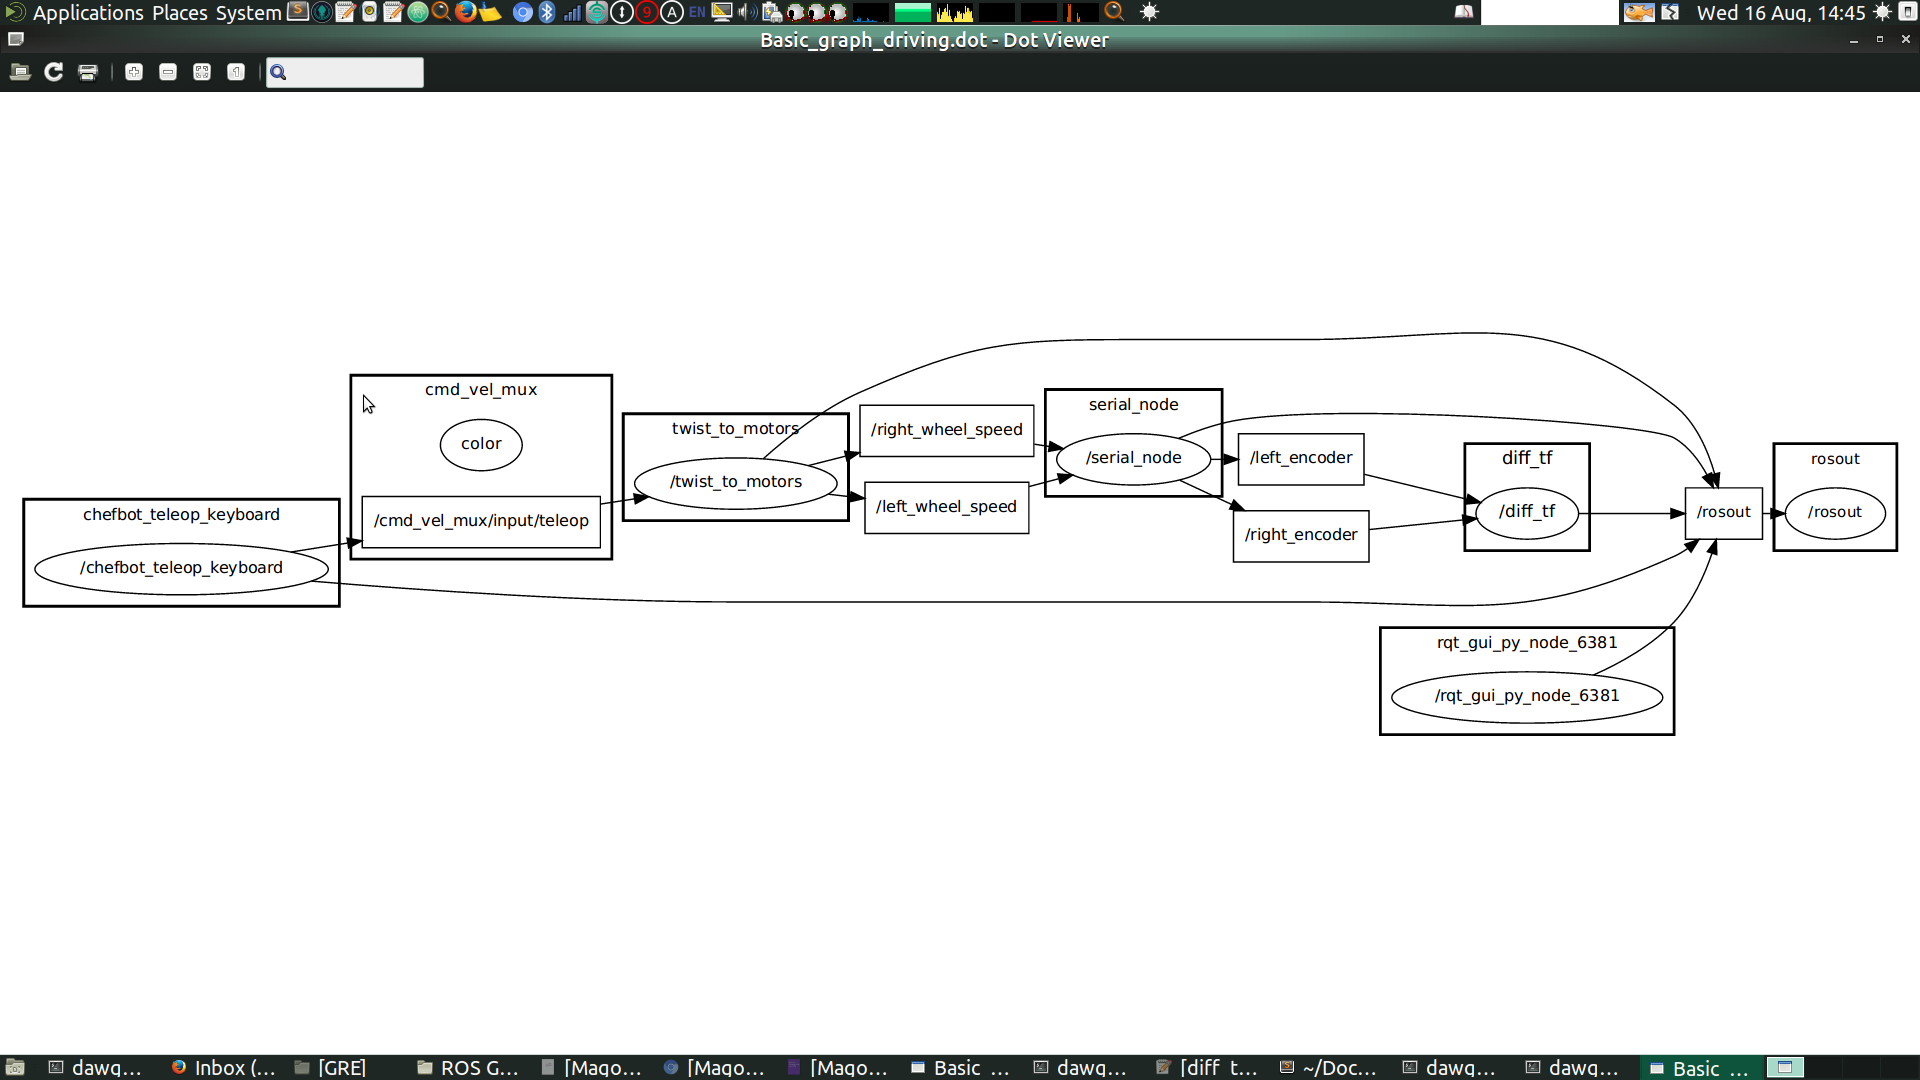 Applications Places System
EN
Wed 16 Aug, 14:45
Basic_graph_driving.dot - Dot Viewer
cmd_vel_mux
color
/cmd_vel_mux/input/teleop
chefbot_teleop_keyboard
/chefbot_teleop_keyboard
twist_to_motors
/twist_to_motors
/right_wheel_speed
/left_wheel_speed
serial_node
/serial_node
/left_encoder
/right_encoder
diff_tf
/diff_tf
/rosout
rosout
/rosout
rqt_gui_py_node_6381
/rqt_gui_py_node_6381
dawg... Inbox (... [GRE] ROS G... [Mago... [Mago... [Mago... Basic ... dawg... [diff_t... ~/Doc... dawg... dawg... Basic ...